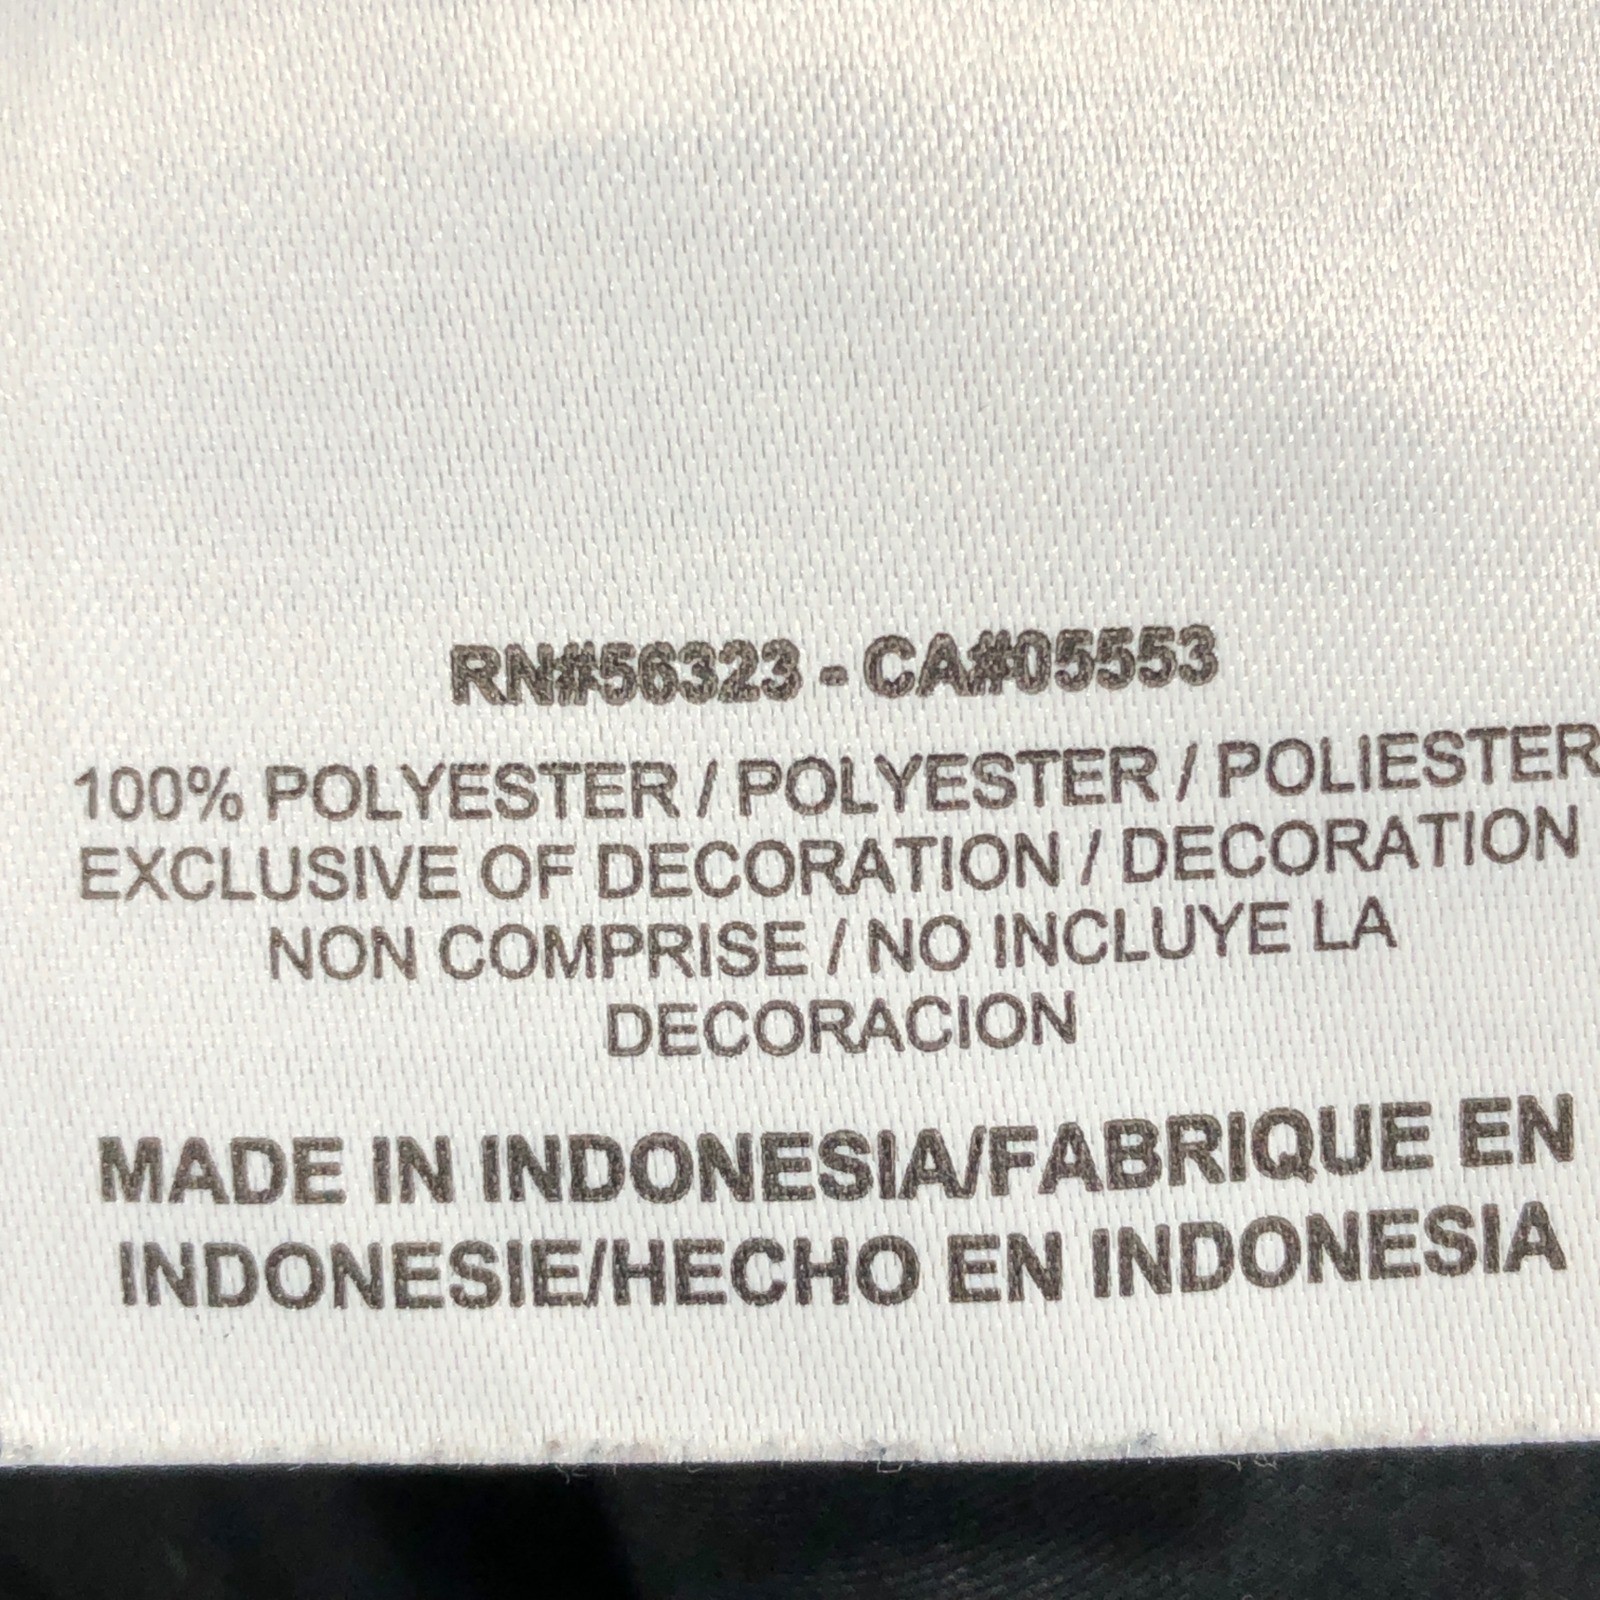 RN#56323 - CA#05553
100% POLYESTER / POLYESTER / POLIESTER
EXCLUSIVE OF DECORATION / DECORATION
NON COMPRISE / NO INCLUYE LA
DECORACION
MADE IN INDONESIA/FABRIQUE EN
INDONESIE/HECHO EN INDONESIA